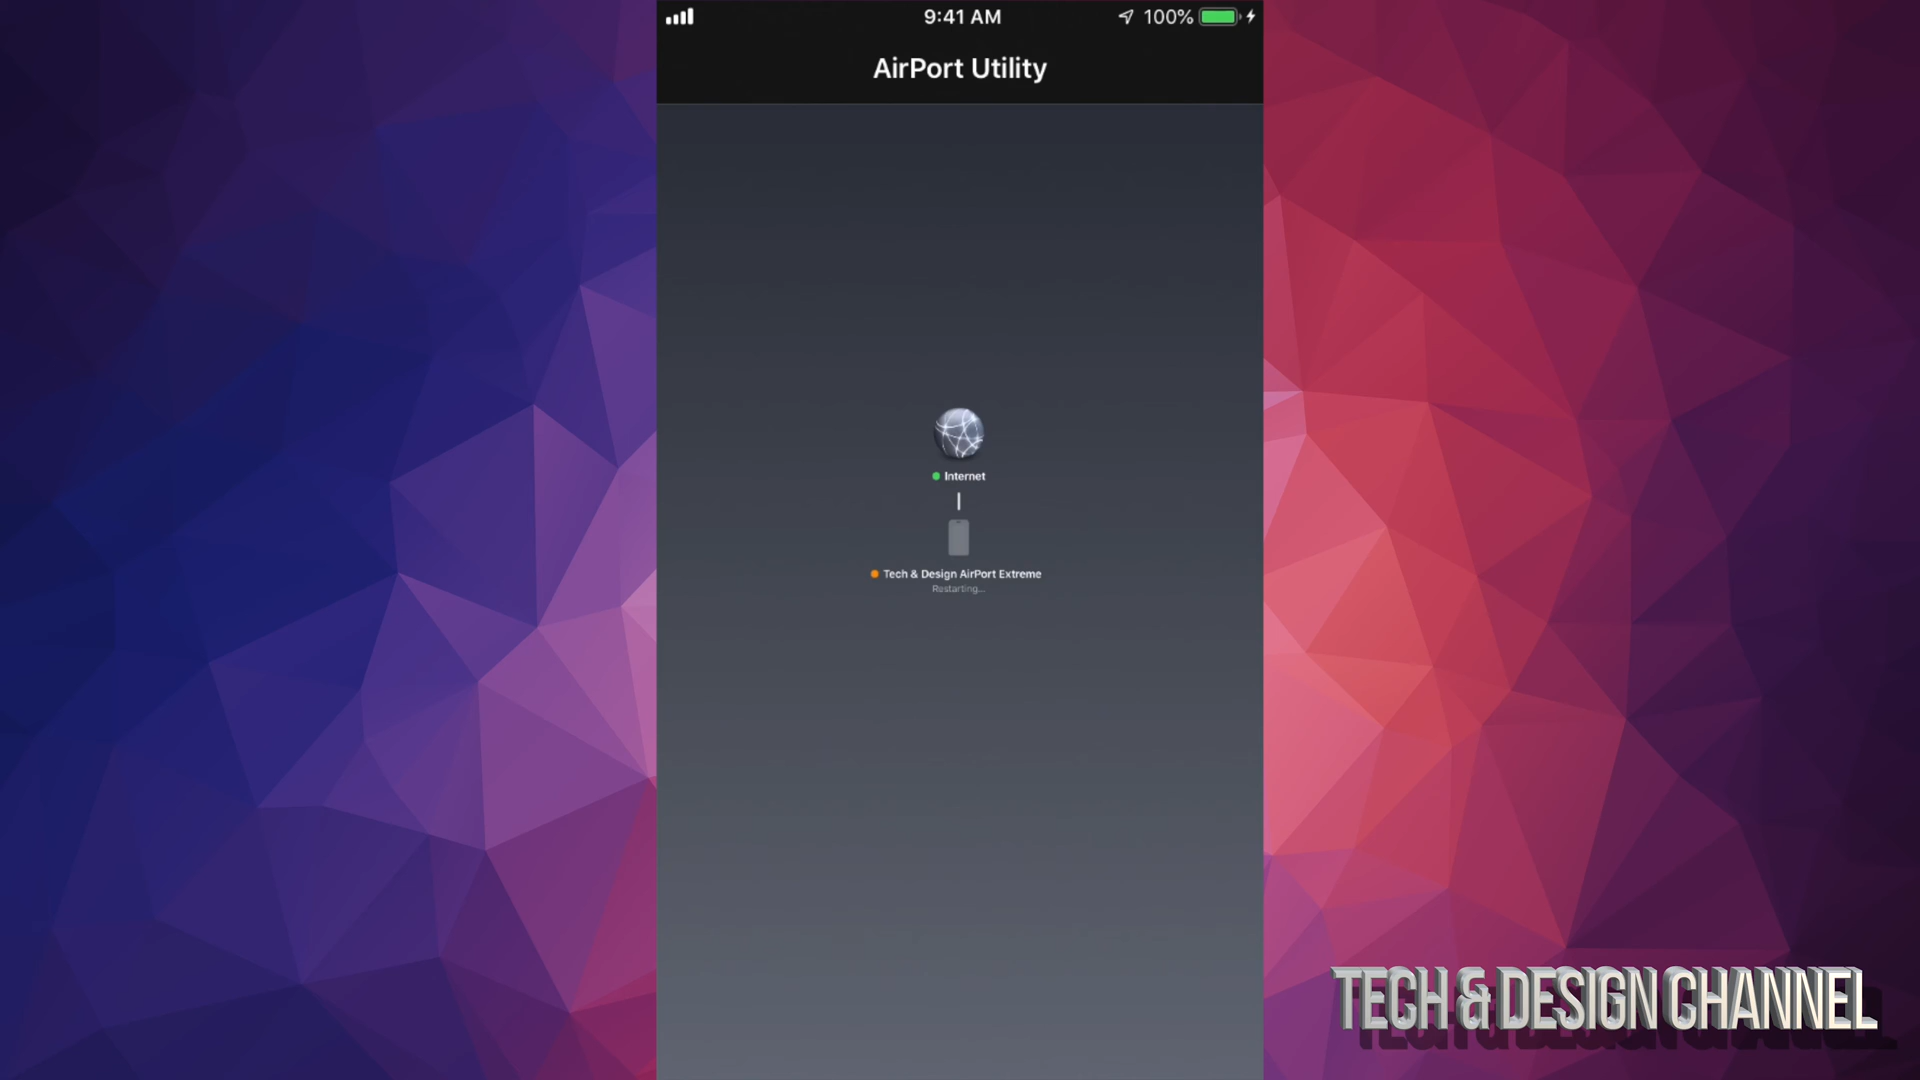 9:41 AM
100%
AirPort Utility
Internet
Tech & Design AirPort Extreme
Restarting...
TECH & DESIGN CHANNEL